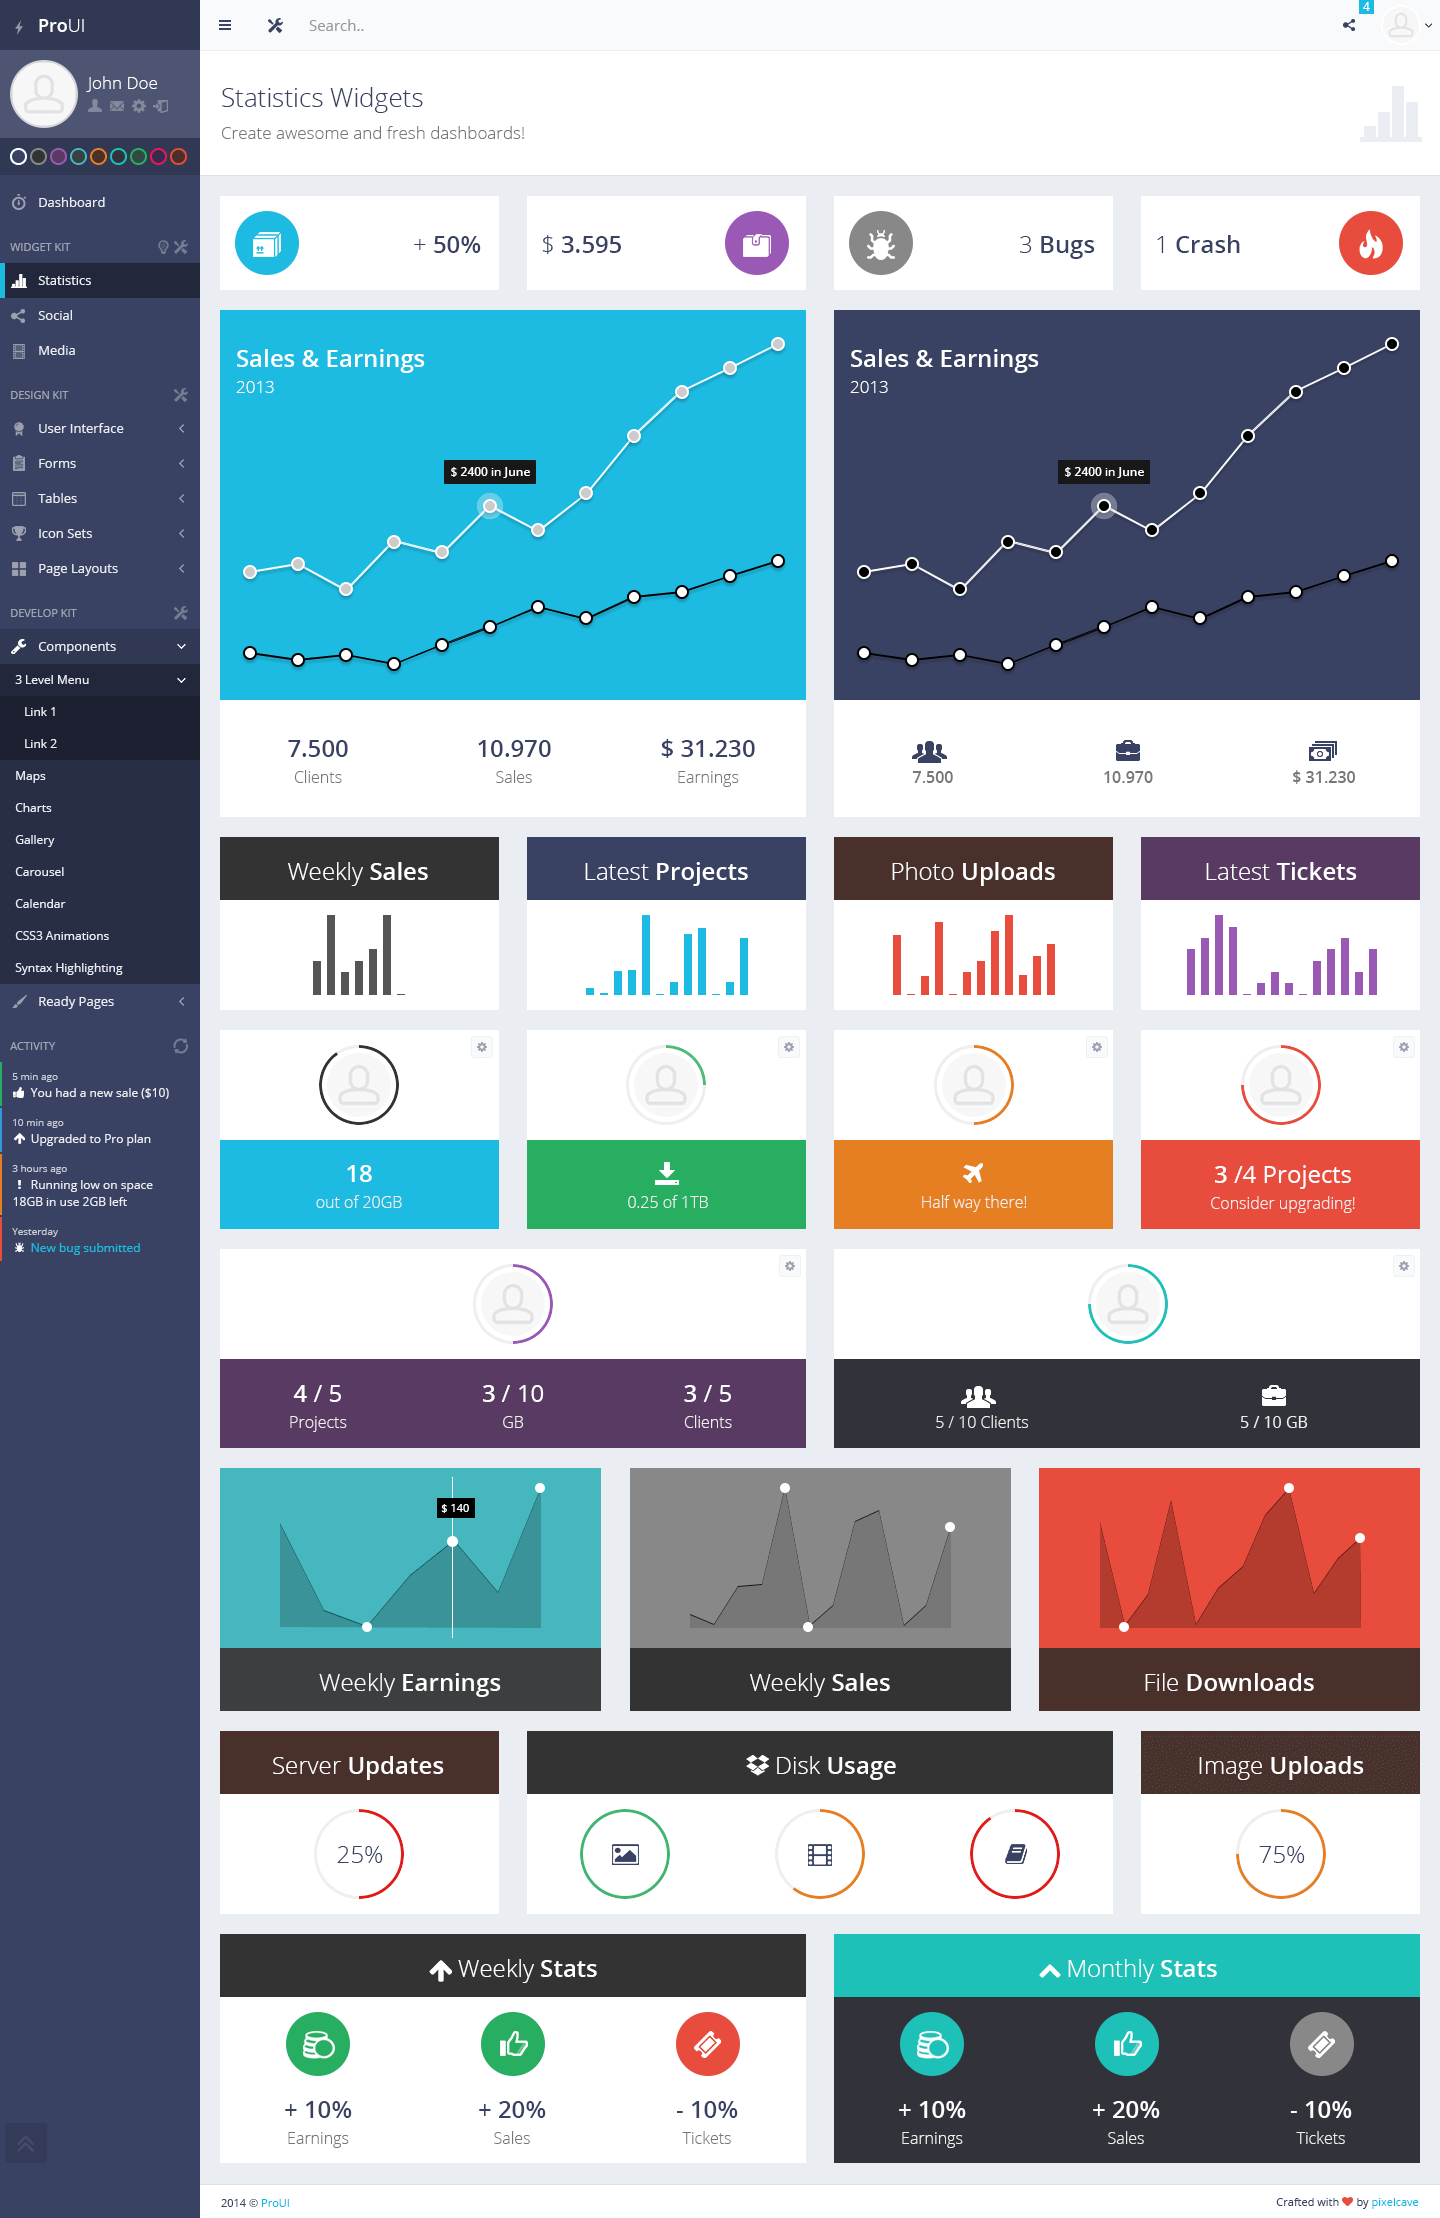 ProUI
Search..
4
John Doe
Statistics Widgets
Create awesome and fresh dashboards!
Dashboard
WIDGET KIT
Statistics
Social
Media
DESIGN KIT
User Interface
Forms
Tables
Icon Sets
Page Layouts
DEVELOP KIT
Components
3 Level Menu
Link 1
Link 2
Maps
Charts
Gallery
Carousel
Calendar
CSS3 Animations
Syntax Highlighting
Ready Pages
ACTIVITY
5 min ago
You had a new sale ($10)
10 min ago
Upgraded to Pro plan
3 hours ago
Running low on space
18GB in use 2GB left
Yesterday
New bug submitted
+ 50%
$ 3.595
3 Bugs
1 Crash
Sales & Earnings
2013
$ 2400 in June
7.500
Clients
10.970
Sales
$ 31.230
Earnings
Sales & Earnings
2013
$ 2400 in June
7.500
10.970
$ 31.230
Weekly Sales
Latest Projects
Photo Uploads
Latest Tickets
18
out of 20GB
0.25 of 1TB
Half way there!
3 /4 Projects
Consider upgrading!
4 / 5
Projects
3 / 10
GB
3 / 5
Clients
5 / 10 Clients
5 / 10 GB
$ 140
Weekly Earnings
Weekly Sales
File Downloads
Server Updates
25%
Disk Usage
Image Uploads
75%
Weekly Stats
+ 10%
Earnings
+ 20%
Sales
- 10%
Tickets
Monthly Stats
+ 10%
Earnings
+ 20%
Sales
- 10%
Tickets
2014 © ProUI
Crafted with ❤ by pixelcave